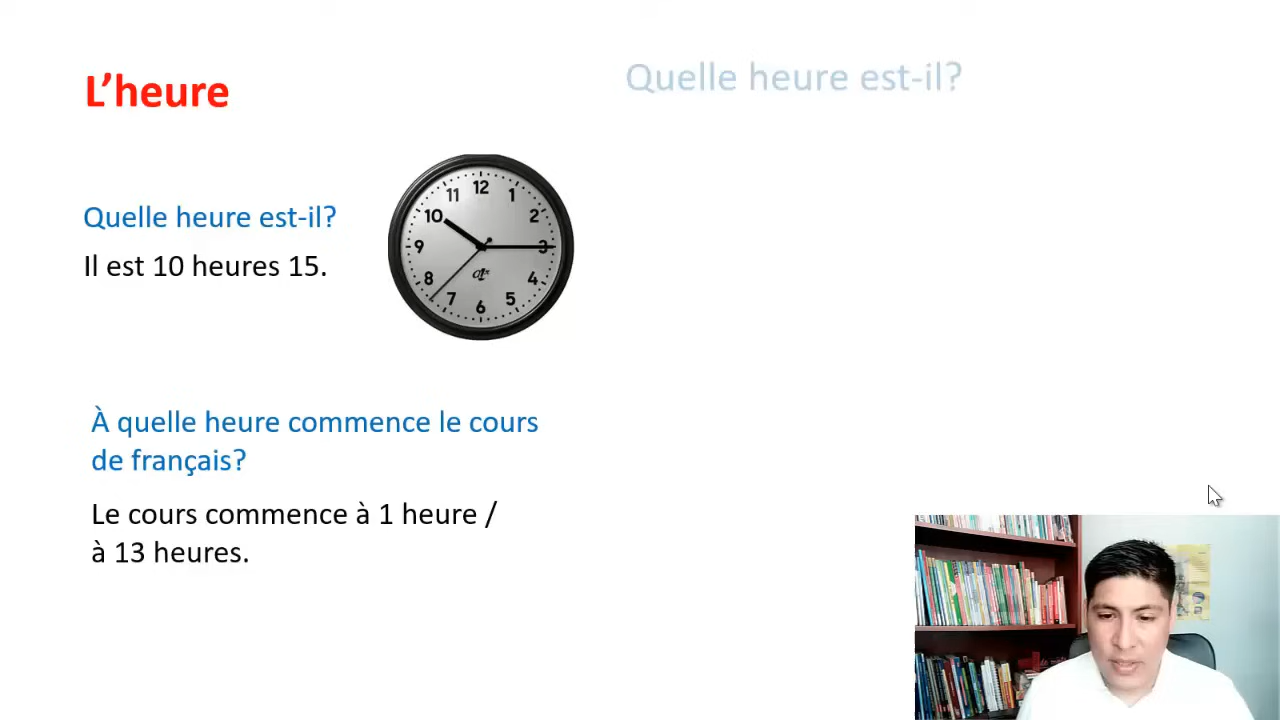 L’heure
Quelle heure est-il?
Il est 10 heures 15.
12
11
1
10
2
9
3
8
4
7
5
6
À quelle heure commence le cours
de français?
Le cours commence à 1 heure /
à 13 heures.
Quelle heure est-il?